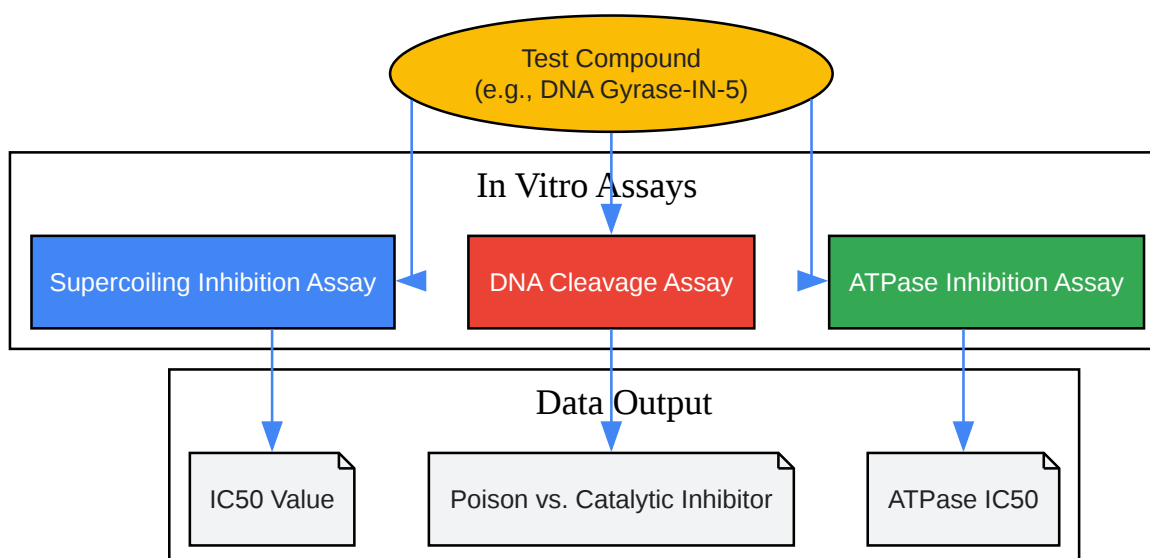 Test Compound
(e.g., DNA Gyrase-IN-5)
In Vitro Assays
Supercoiling Inhibition Assay
DNA Cleavage Assay
ATPase Inhibition Assay
Data Output
IC50 Value
Poison vs. Catalytic Inhibitor
ATPase IC50